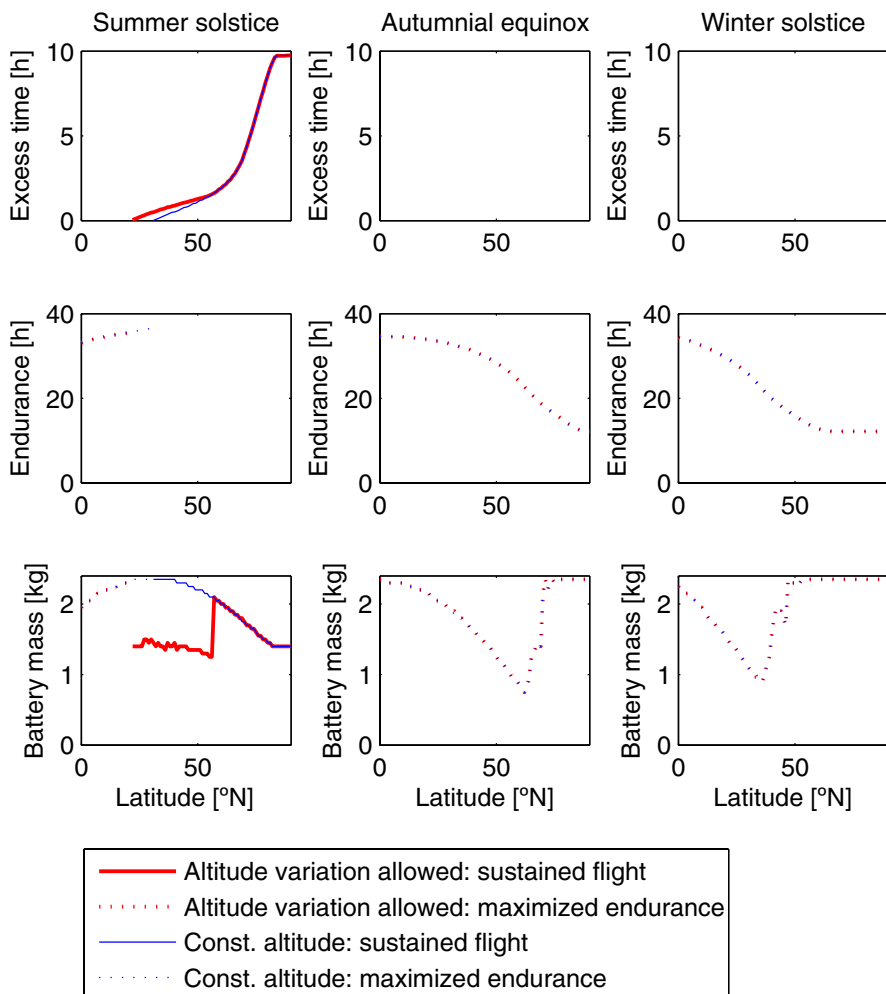 Summer solstice
Autumnial equinox
Winter solstice
Excess time [h]
10
5
0
0
50
Excess time [h]
10
5
0
0
50
Excess time [h]
10
5
0
0
50
Endurance [h]
40
20
0
0
50
Endurance [h]
40
20
0
0
50
Endurance [h]
40
20
0
0
50
Battery mass [kg]
2
1
0
0
50
Latitude [°N]
Battery mass [kg]
2
1
0
0
50
Latitude [°N]
Battery mass [kg]
2
1
0
0
50
Latitude [°N]
Altitude variation allowed: sustained flight
Altitude variation allowed: maximized endurance
Const. altitude: sustained flight
Const. altitude: maximized endurance